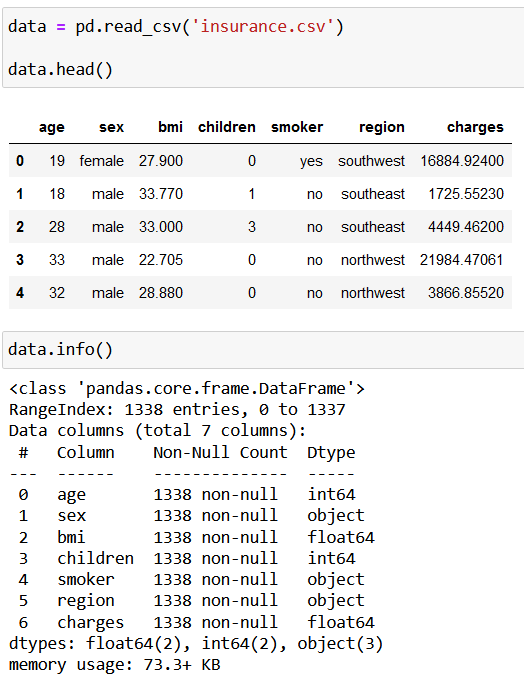 data = pd.read_csv('insurance.csv')
data.head()
age sex bmi children smoker region charges
0 19 female 27.900 0 yes southwest 16884.92400
1 18 male 33.770 1 no southeast 1725.55230
2 28 male 33.000 3 no southeast 4449.46200
3 33 male 22.705 0 no northwest 21984.47061
4 32 male 28.880 0 no northwest 3866.85520
data.info()
<class 'pandas.core.frame.DataFrame'>
RangeIndex: 1338 entries, 0 to 1337
Data columns (total 7 columns):
 #   Column    Non-Null Count  Dtype
---  ------    --------------  -----
 0   age       1338 non-null   int64
 1   sex       1338 non-null   object
 2   bmi       1338 non-null   float64
 3   children  1338 non-null   int64
 4   smoker    1338 non-null   object
 5   region    1338 non-null   object
 6   charges   1338 non-null   float64
dtypes: float64(2), int64(2), object(3)
memory usage: 73.3+ KB